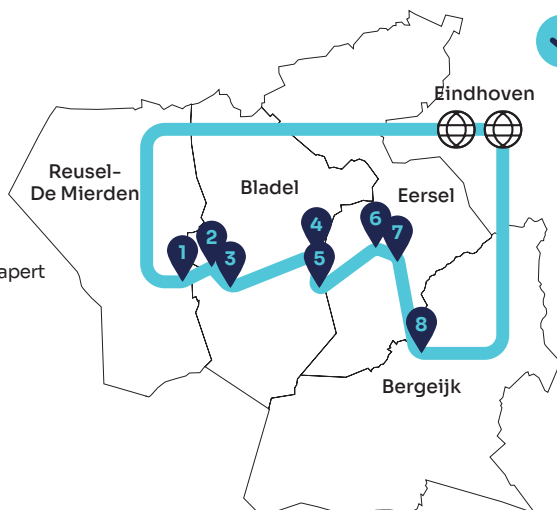 Eindhoven
Reusel-
De Mierden
Bladel
Eersel
1
2
3
4
5
6
7
apert
8
Bergeijk